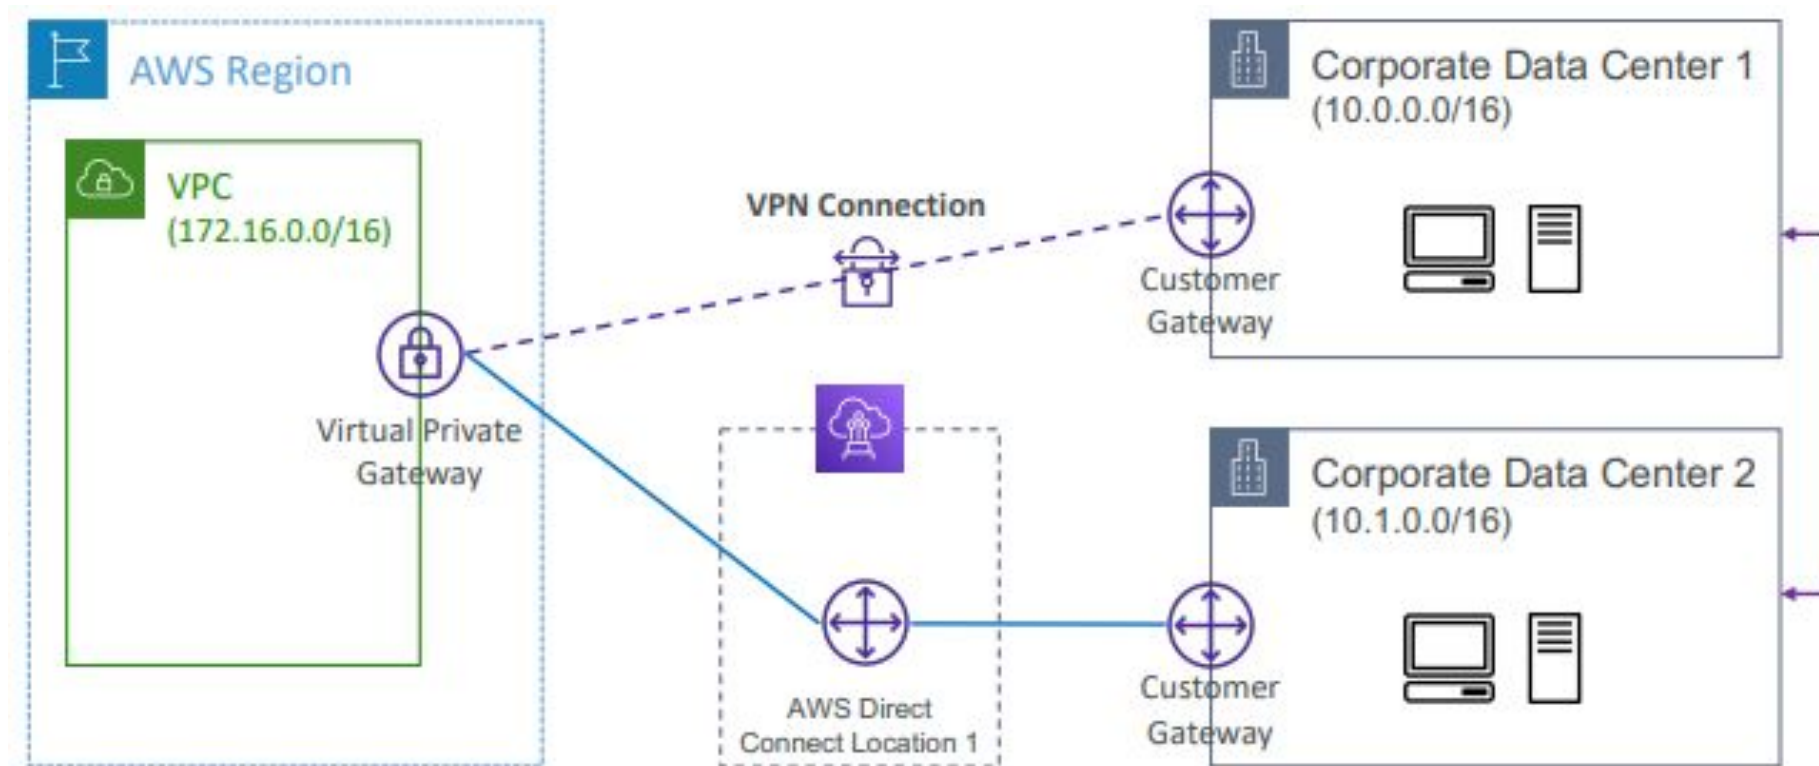 AWS Region
VPC
(172.16.0.0/16)
Virtual Private
Gateway
VPN Connection
AWS Direct
Connect Location 1
Corporate Data Center 1
(10.0.0.0/16)
Customer
Gateway
Corporate Data Center 2
(10.1.0.0/16)
Customer
Gateway